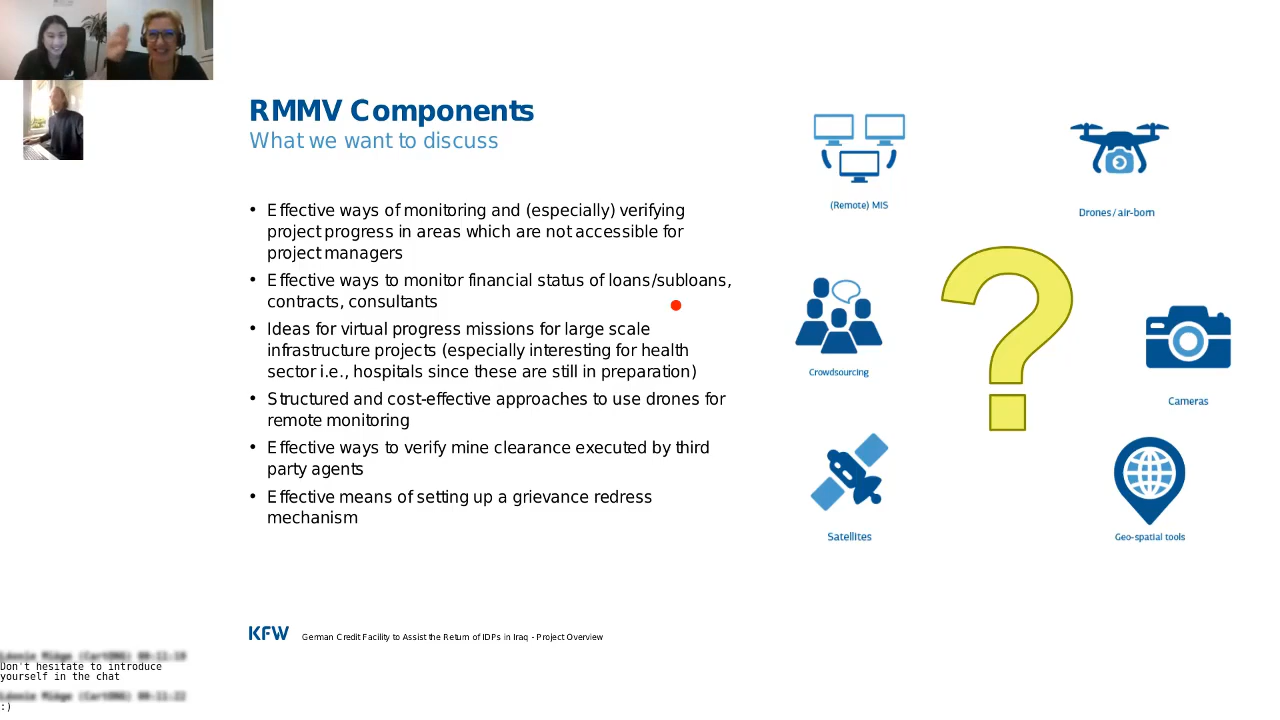 RMMV Components
What we want to discuss
• Effective ways of monitoring and (especially) verifying
project progress in areas which are not accessible for
project managers
• Effective ways to monitor financial status of loans/subloans,
contracts, consultants
• Ideas for virtual progress missions for large scale
infrastructure projects (especially interesting for health
sector i.e., hospitals since these are still in preparation)
• Structured and cost-effective approaches to use drones for
remote monitoring
• Effective ways to verify mine clearance executed by third
party agents
• Effective means of setting up a grievance redress
mechanism
(Remote) MIS
Drones/air-born
?
Crowdsourcing
Cameras
Satellites
Geo-spatial tools
KFW German Credit Facility to Assist the Return of IDPs in Iraq - Project Overview
Don't hesitate to introduce
yourself in the chat
:)